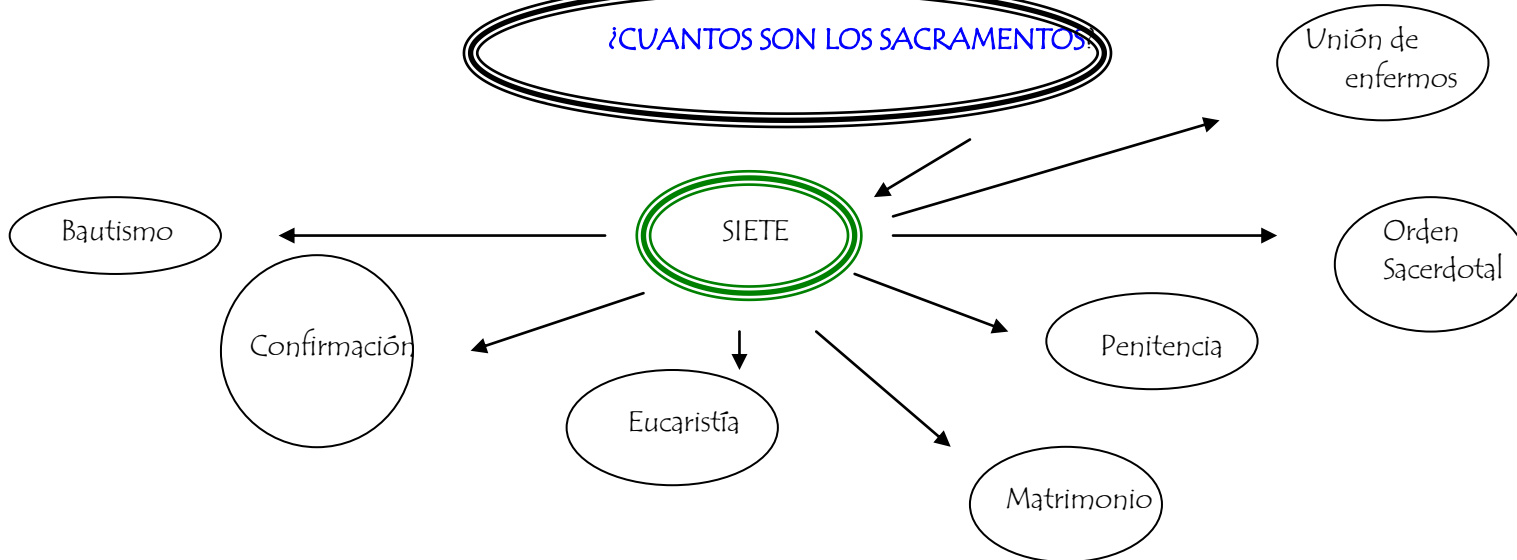 ¿CUANTOS SON LOS SACRAMENTOS?
Unión de
enfermos
Bautismo
SIETE
Orden
Sacerdotal
Confirmación
Penitencia
Eucaristía
Matrimonio